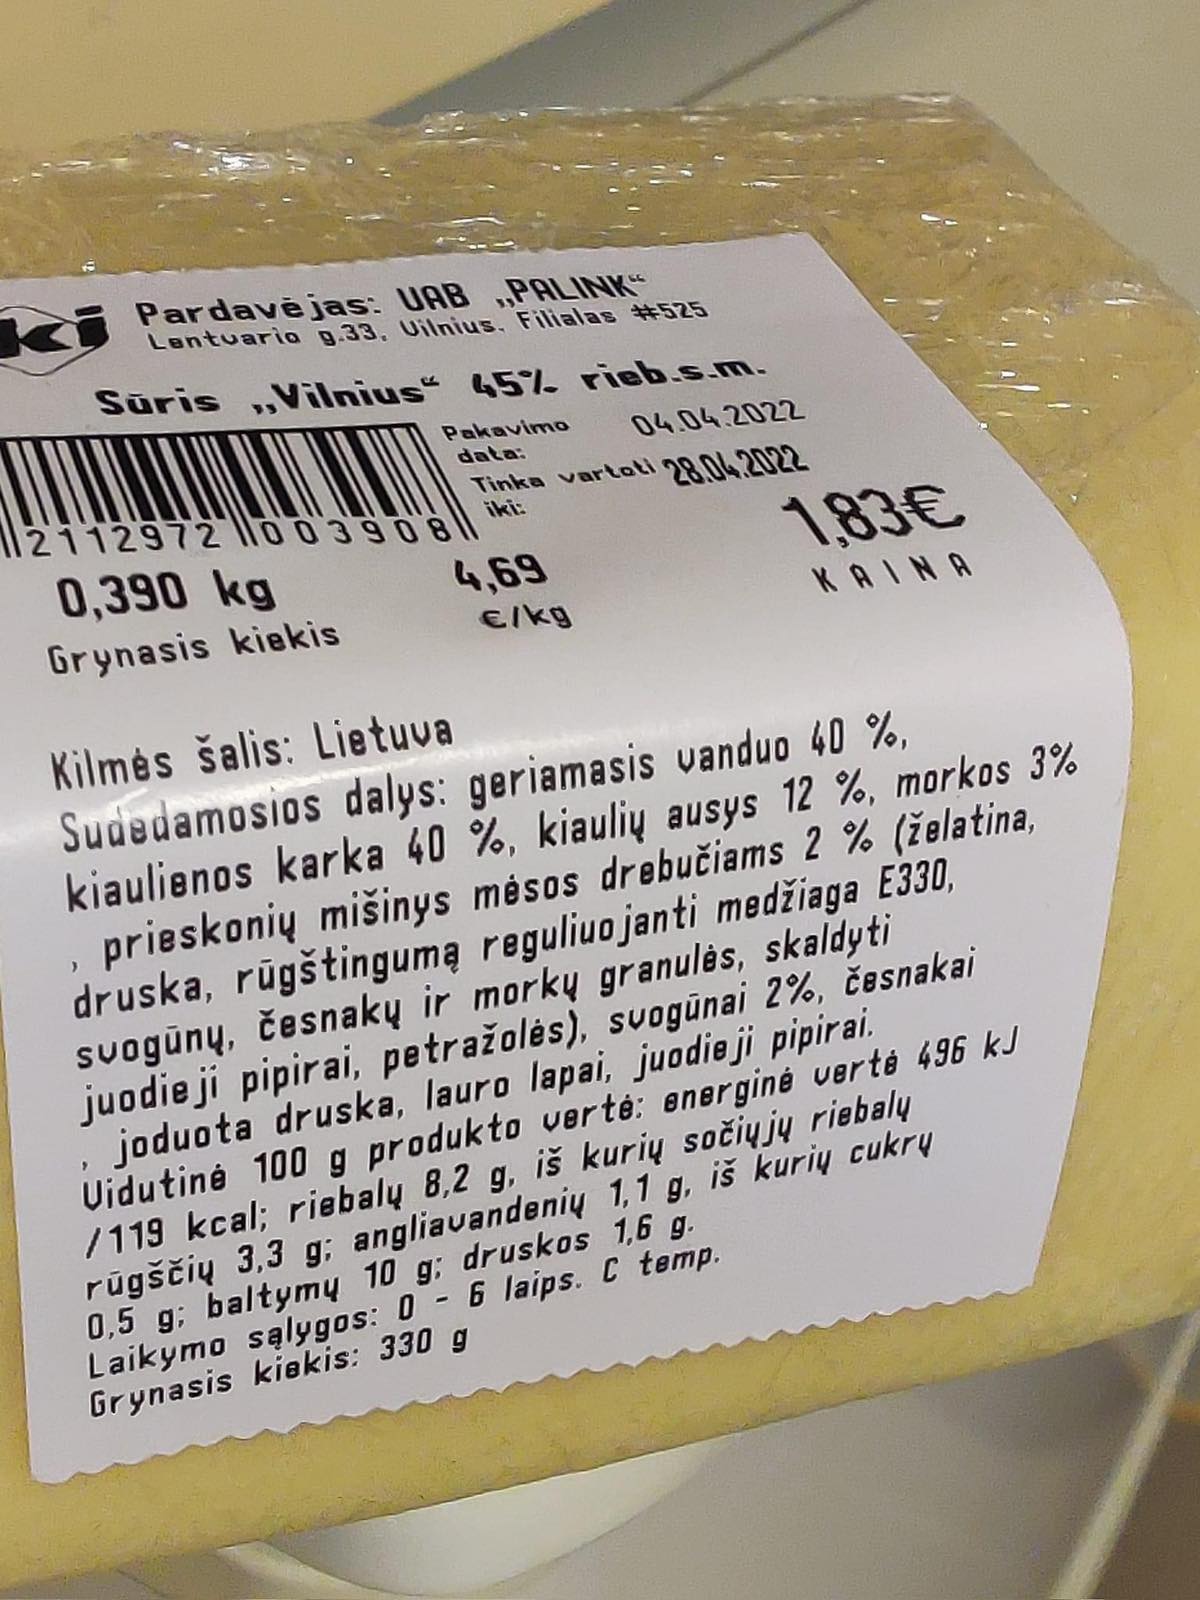 ki
Pardavėjas: UAB „PALINK“
Lentvario g.33, Vilnius. Filialas #525
Sūris „Vilnius“ 45% rieb.s.m.
Pakavimo data: 04.04.2022
Tinka vartoti iki: 28.04.2022
2112972 003908
1,83€
KAINA
0,390 kg
Grynasis kiekis
4,69
€/kg
Kilmės šalis: Lietuva
Sudedamosios dalys: geriamasis vanduo 40 %,
kiaulienos karka 40 %, kiaulių ausys 12 %, morkos 3%
, prieskonių mišinys mėsos drebučiams 2 % (želatina,
druska, rūgštingumą reguliuojanti medžiaga E330,
svogūnų, česnakų ir morkų granulės, skaldyti
juodieji pipirai, petražolės), svogūnai 2%, česnakai
, joduota druska, lauro lapai, juodieji pipirai.
Vidutinė 100 g produkto vertė: energinė vertė 496 kJ
/119 kcal; riebalų 8,2 g, iš kurių sočiųjų riebalų
rūgščių 3,3 g; angliavandenių 1,1 g, iš kurių cukrų
0,5 g; baltymų 10 g; druskos 1,6 g.
Laikymo sąlygos: 0 - 6 laips. C temp.
Grynasis kiekis: 330 g